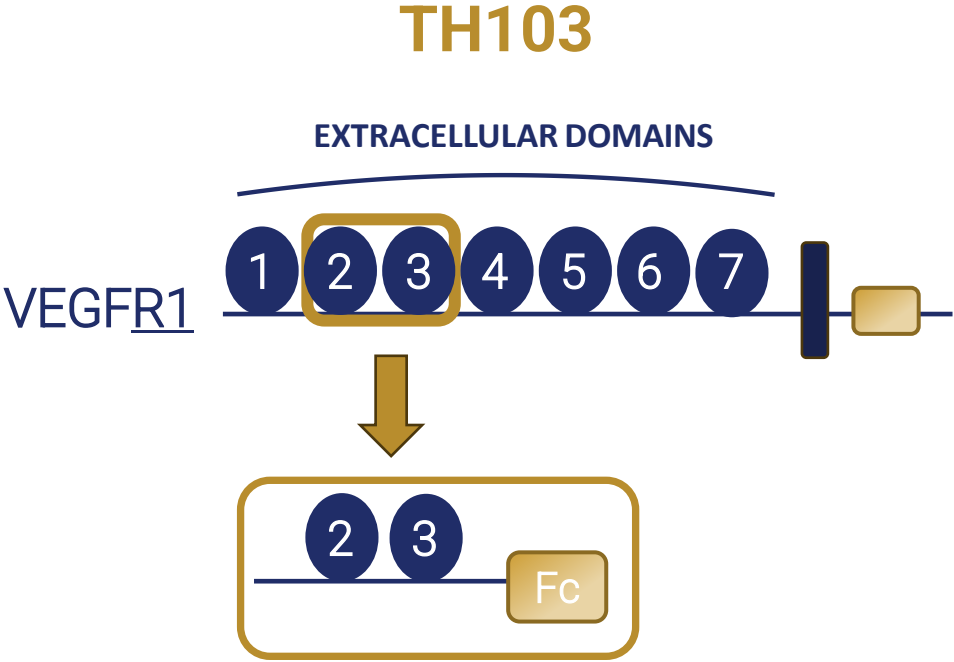 TH103
EXTRACELLULAR DOMAINS
1 2 3 4 5 6 7
VEGFR1
2 3
Fc